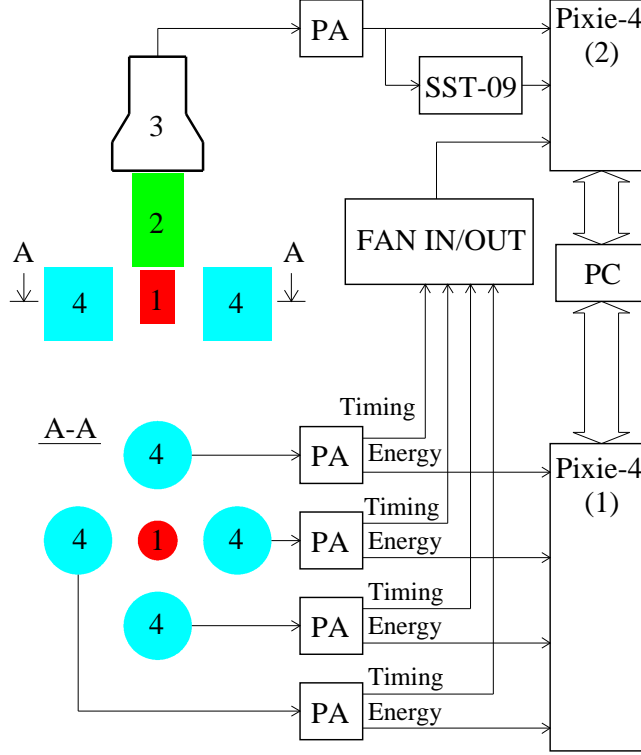 PA
Pixie-4
(2)
SST-09
3
2
FAN IN/OUT
A
A
4
1
4
PC
Timing
A-A
4
PA
Energy
Pixie-4
(1)
Timing
4
1
4
PA
Energy
Timing
4
PA
Energy
Timing
PA
Energy